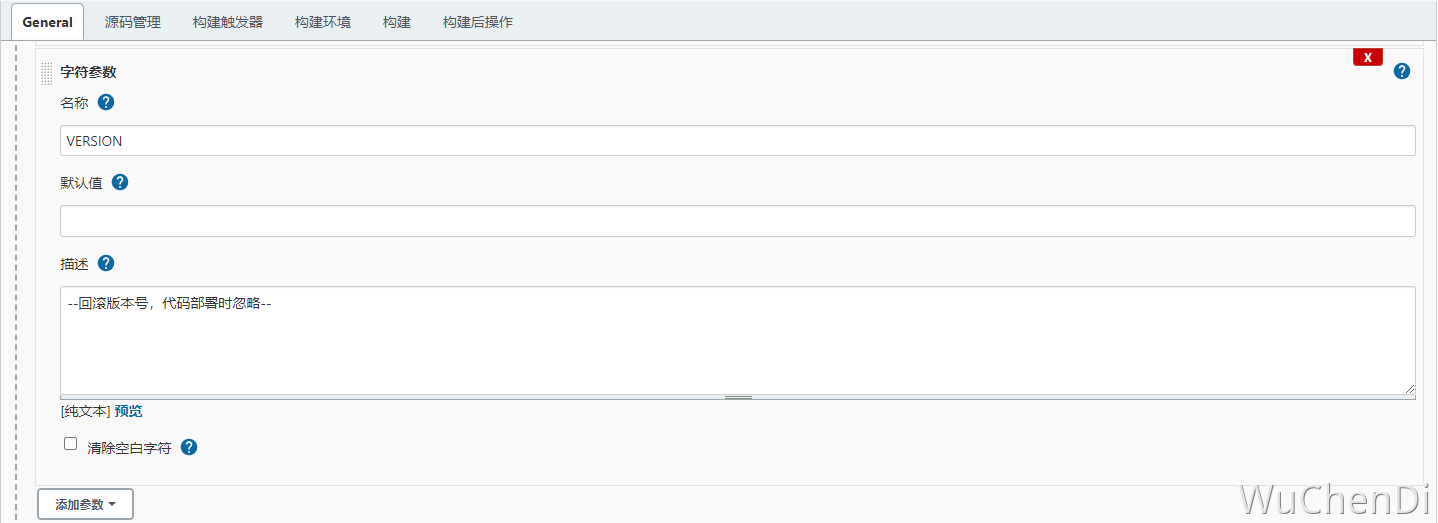 General 源码管理 构建触发器 构建环境 构建 构建后操作
字符参数
X
?
名称 ?
VERSION
默认值 ?
描述 ?
--回滚版本号，代码部署时忽略--
[纯文本] 预览
清除空白字符 ?
添加参数
WuChenDi